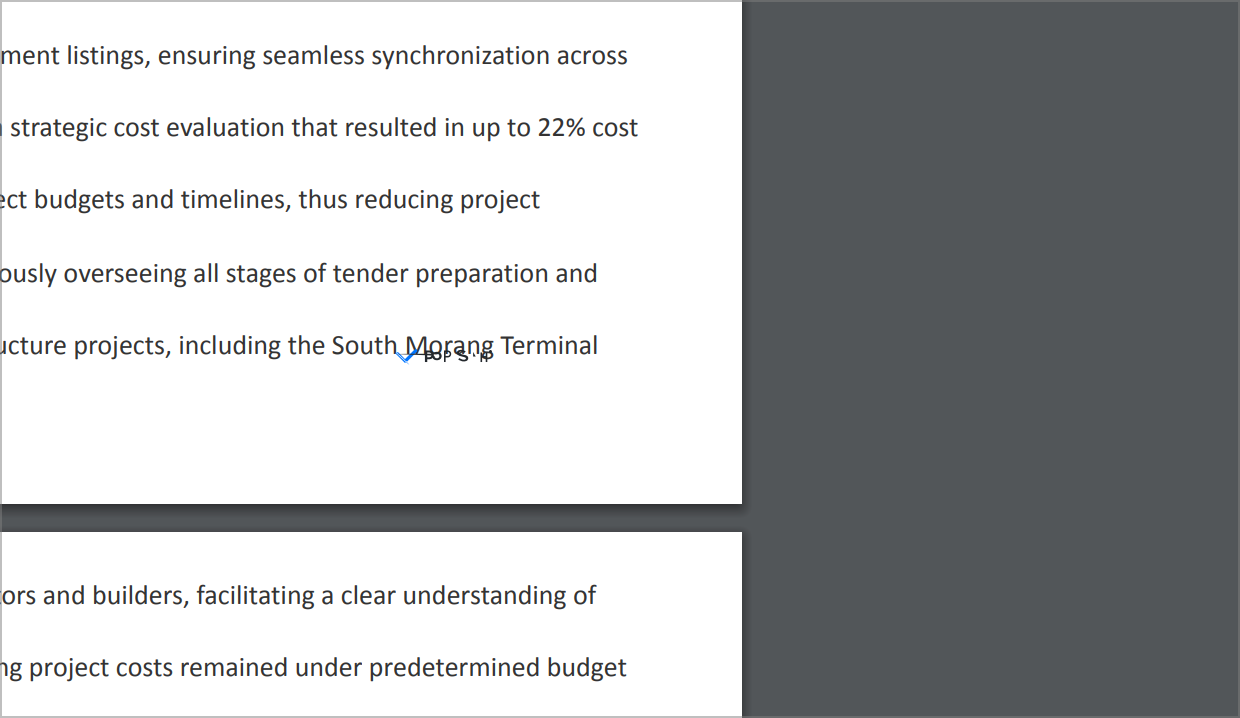 ment listings, ensuring seamless synchronization across
strategic cost evaluation that resulted in up to 22% cost
ect budgets and timelines, thus reducing project
ously overseeing all stages of tender preparation and
ucture projects, including the South Morang Terminal
ors and builders, facilitating a clear understanding of
ng project costs remained under predetermined budget